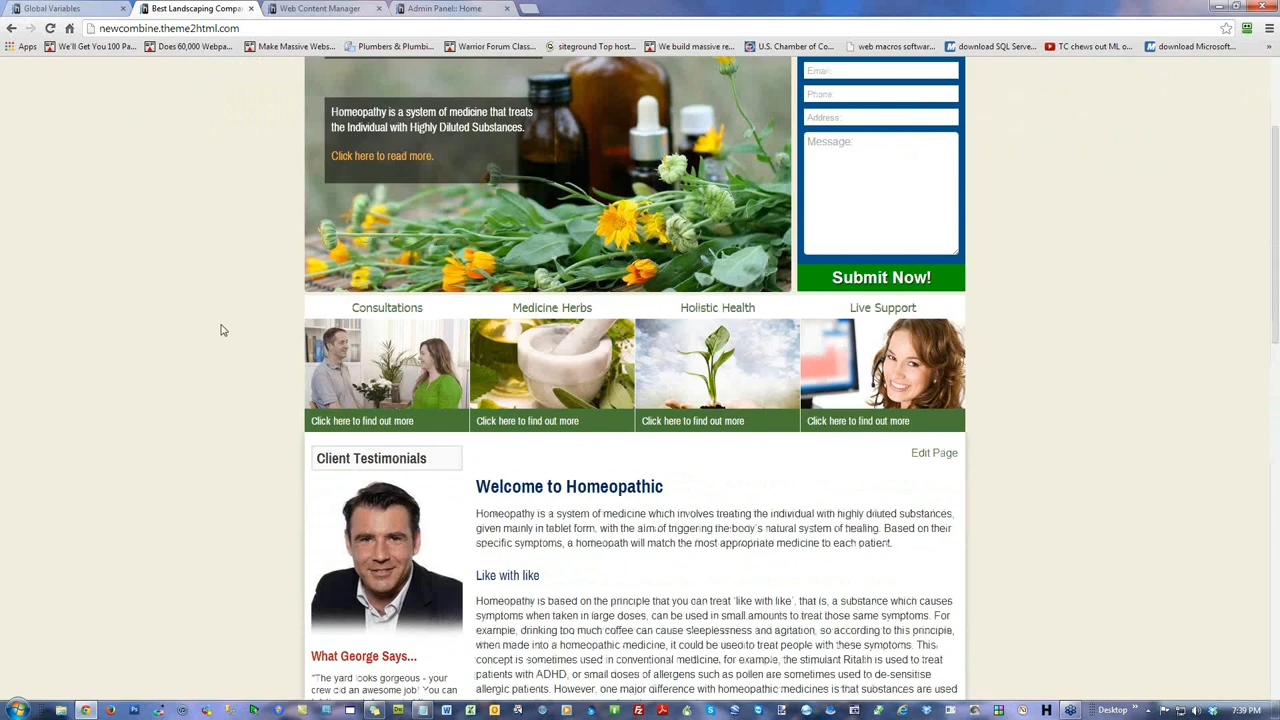 Global Variables
Best Landscaping Compa
Web Content Manager
Admin Panel:: Home
newcombine.theme2html.com
Apps
We'll Get You 100 Pa...
Does 60,000 Webpa...
Make Massive Webs...
Plumbers & Plumbi...
Warrior Forum Class...
siteground Top host...
We build massive re...
U.S. Chamber of Co...
web macros softwar...
download SQL Serve...
TC chews out ML o...
download Microsoft...
Homeopathy is a system of medicine that treats
the Individual with Highly Diluted Substances.
Click here to read more.
Email:
Phone:
Address:
Message:
Submit Now!
Consultations
Medicine Herbs
Holistic Health
Live Support
Click here to find out more
Click here to find out more
Click here to find out more
Click here to find out more
Client Testimonials
What George Says...
"The yard looks gorgeous - your
crew did an awesome job! You can
Edit Page
Welcome to Homeopathic
Homeopathy is a system of medicine which involves treating the individual with highly diluted substances,
given mainly in tablet form, with the aim of triggering the body's natural system of healing. Based on their
specific symptoms, a homeopath will match the most appropriate medicine to each patient.
Like with like
Homeopathy is based on the principle that you can treat 'like with like', that is, a substance which causes
symptoms when taken in large doses, can be used in small amounts to treat those same symptoms. For
example, drinking too much coffee can cause sleeplessness and agitation, so according to this principle,
when made into a homeopathic medicine, it could be used to treat people with these symptoms. This
concept is sometimes used in conventional medicine, for example, the stimulant Ritalin is used to treat
patients with ADHD, or small doses of allergens such as pollen are sometimes used to de-sensitise
allergic patients. However, one major difference with homeopathic medicines is that substances are used
Desktop
7:39 PM